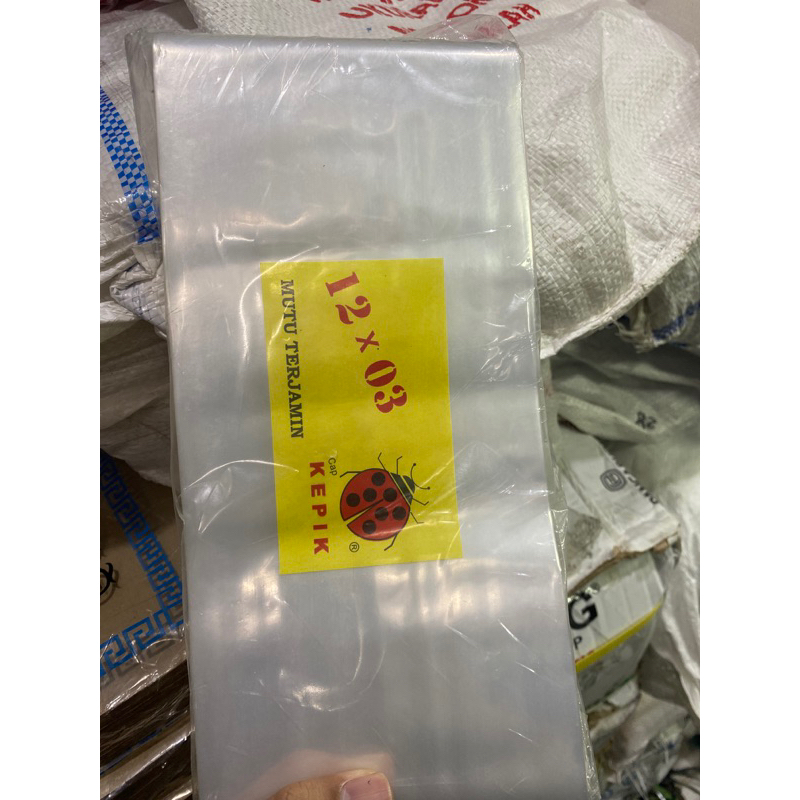 12 x 03
MUTU TERJAMIN
Cap
KEPIK
®